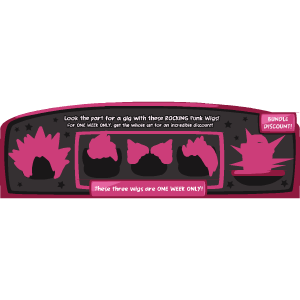 Look the part for a gig with these ROCKING Punk Wigs!
For ONE WEEK ONLY, get the whole set for an incredible discount!
BUNDLE
DISCOUNT!
These three wigs are ONE WEEK ONLY!